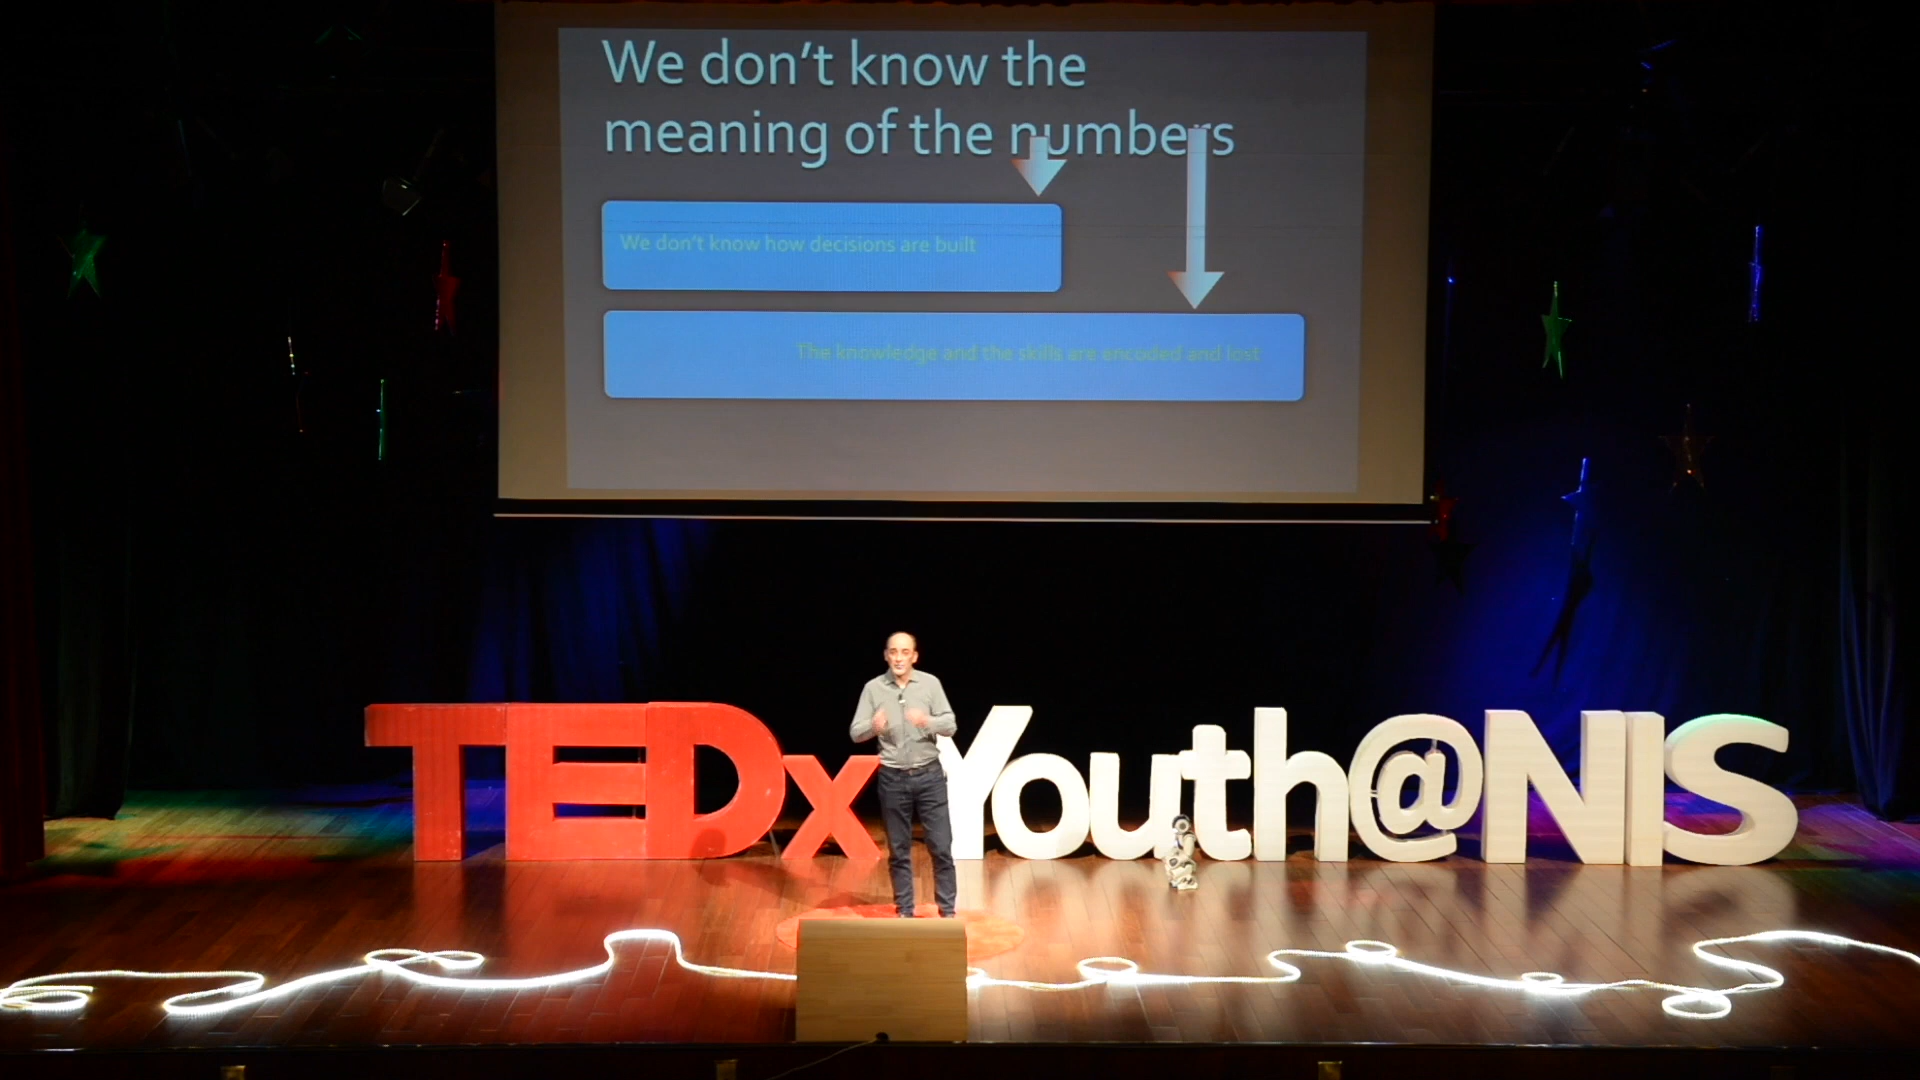 We don't know the
meaning of the numbers
We don't know how decisions are built
The knowledge and the skills are encoded and lost
TEDxYouth@NIS